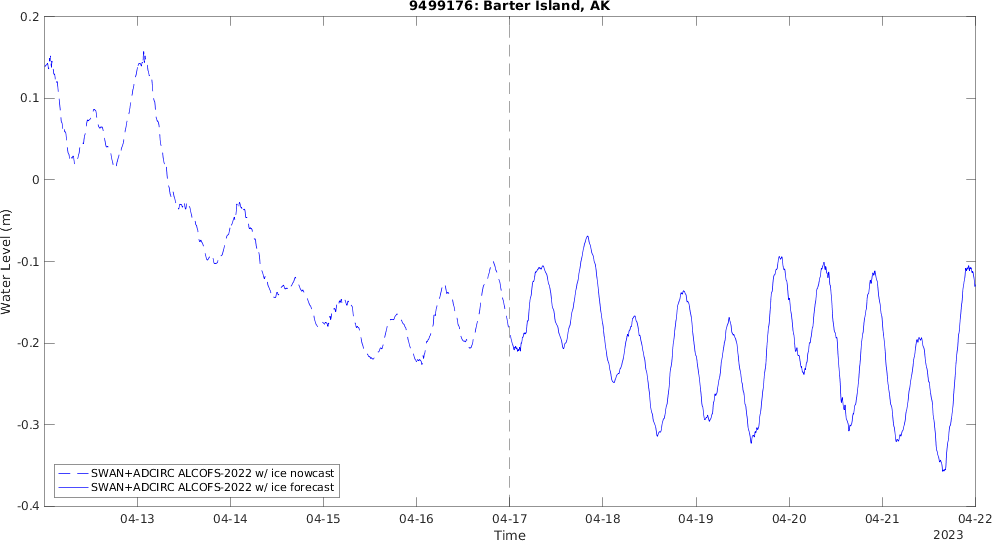 9499176: Barter Island, AK
0.2
0.1
0
-0.1
-0.2
-0.3
-0.4
Water Level (m)
SWAN+ADCIRC ALCOFS-2022 w/ ice nowcast
SWAN+ADCIRC ALCOFS-2022 w/ ice forecast
04-13 04-14 04-15 04-16 04-17 04-18 04-19 04-20 04-21 04-22
Time
2023